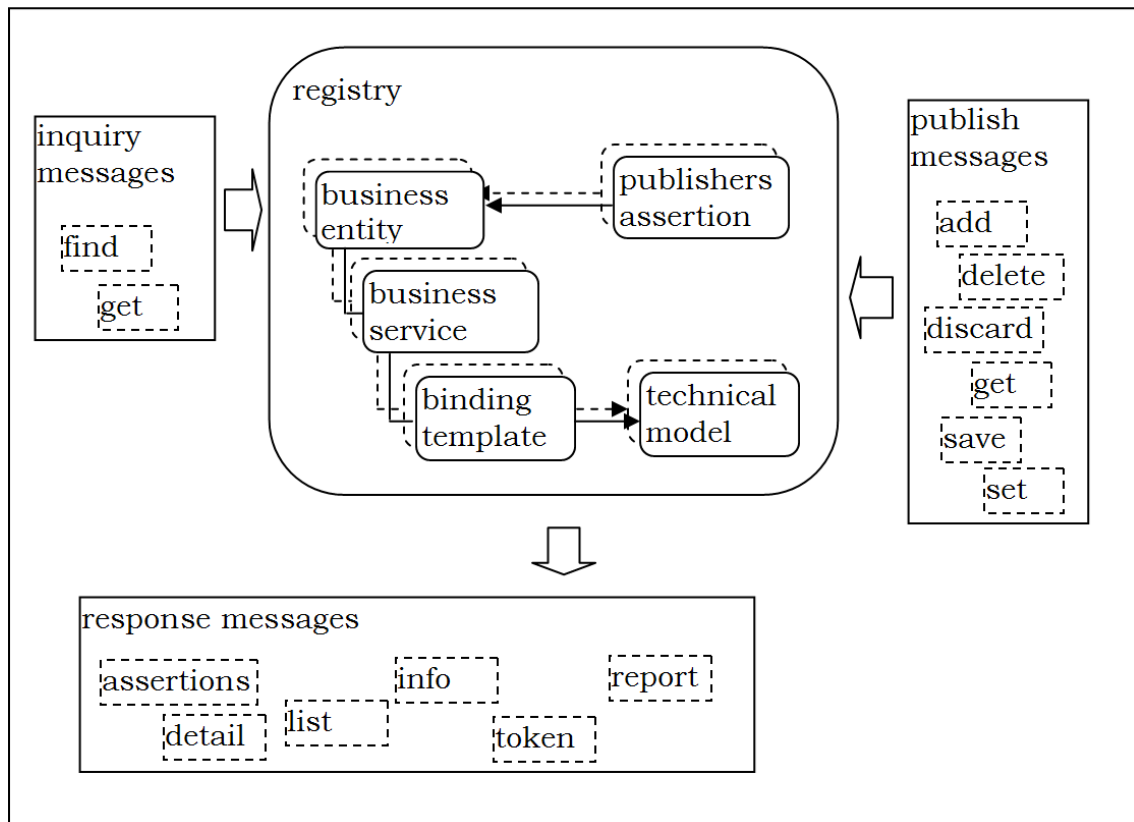 registry
inquiry
messages
find
get
business
entity
publishers
assertion
business
service
binding
template
technical
model
publish
messages
add
delete
discard
get
save
set
response messages
assertions
detail
list
info
token
report